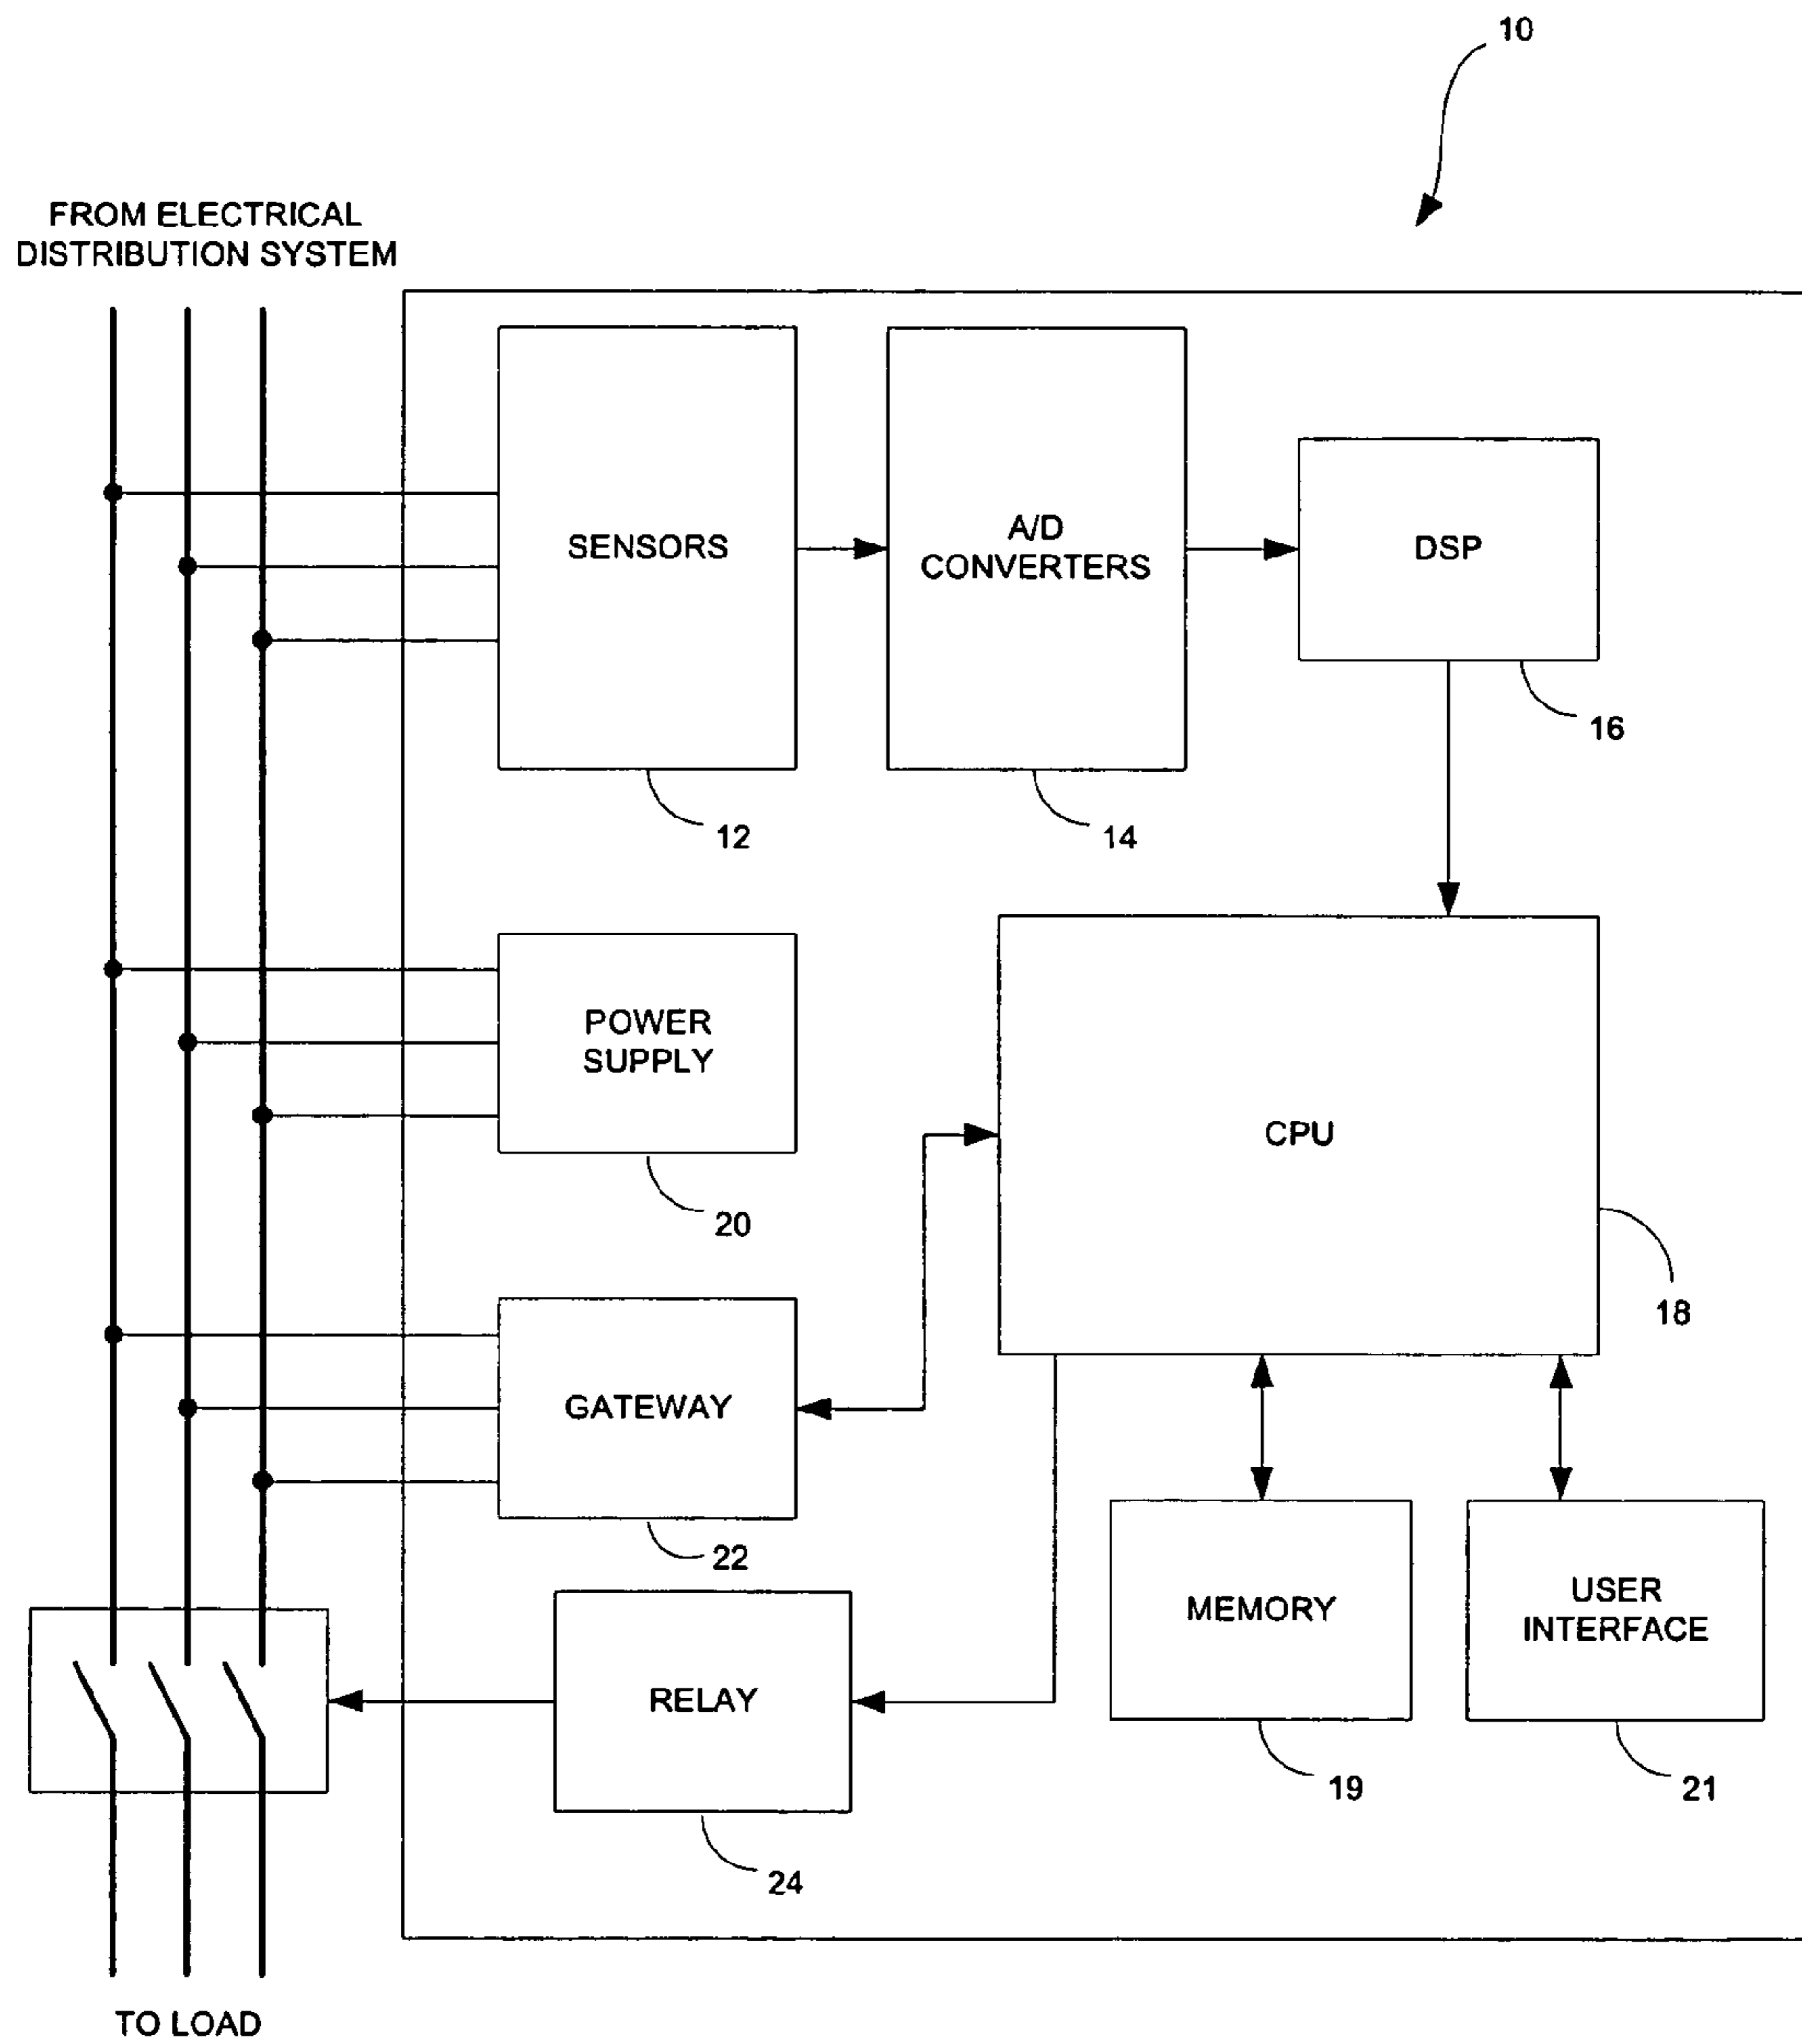 10
FROM ELECTRICAL
DISTRIBUTION SYSTEM
SENSORS
A/D
CONVERTERS
DSP
16
12
14
POWER
SUPPLY
CPU
20
18
GATEWAY
22
MEMORY
USER
INTERFACE
RELAY
19
21
24
TO LOAD